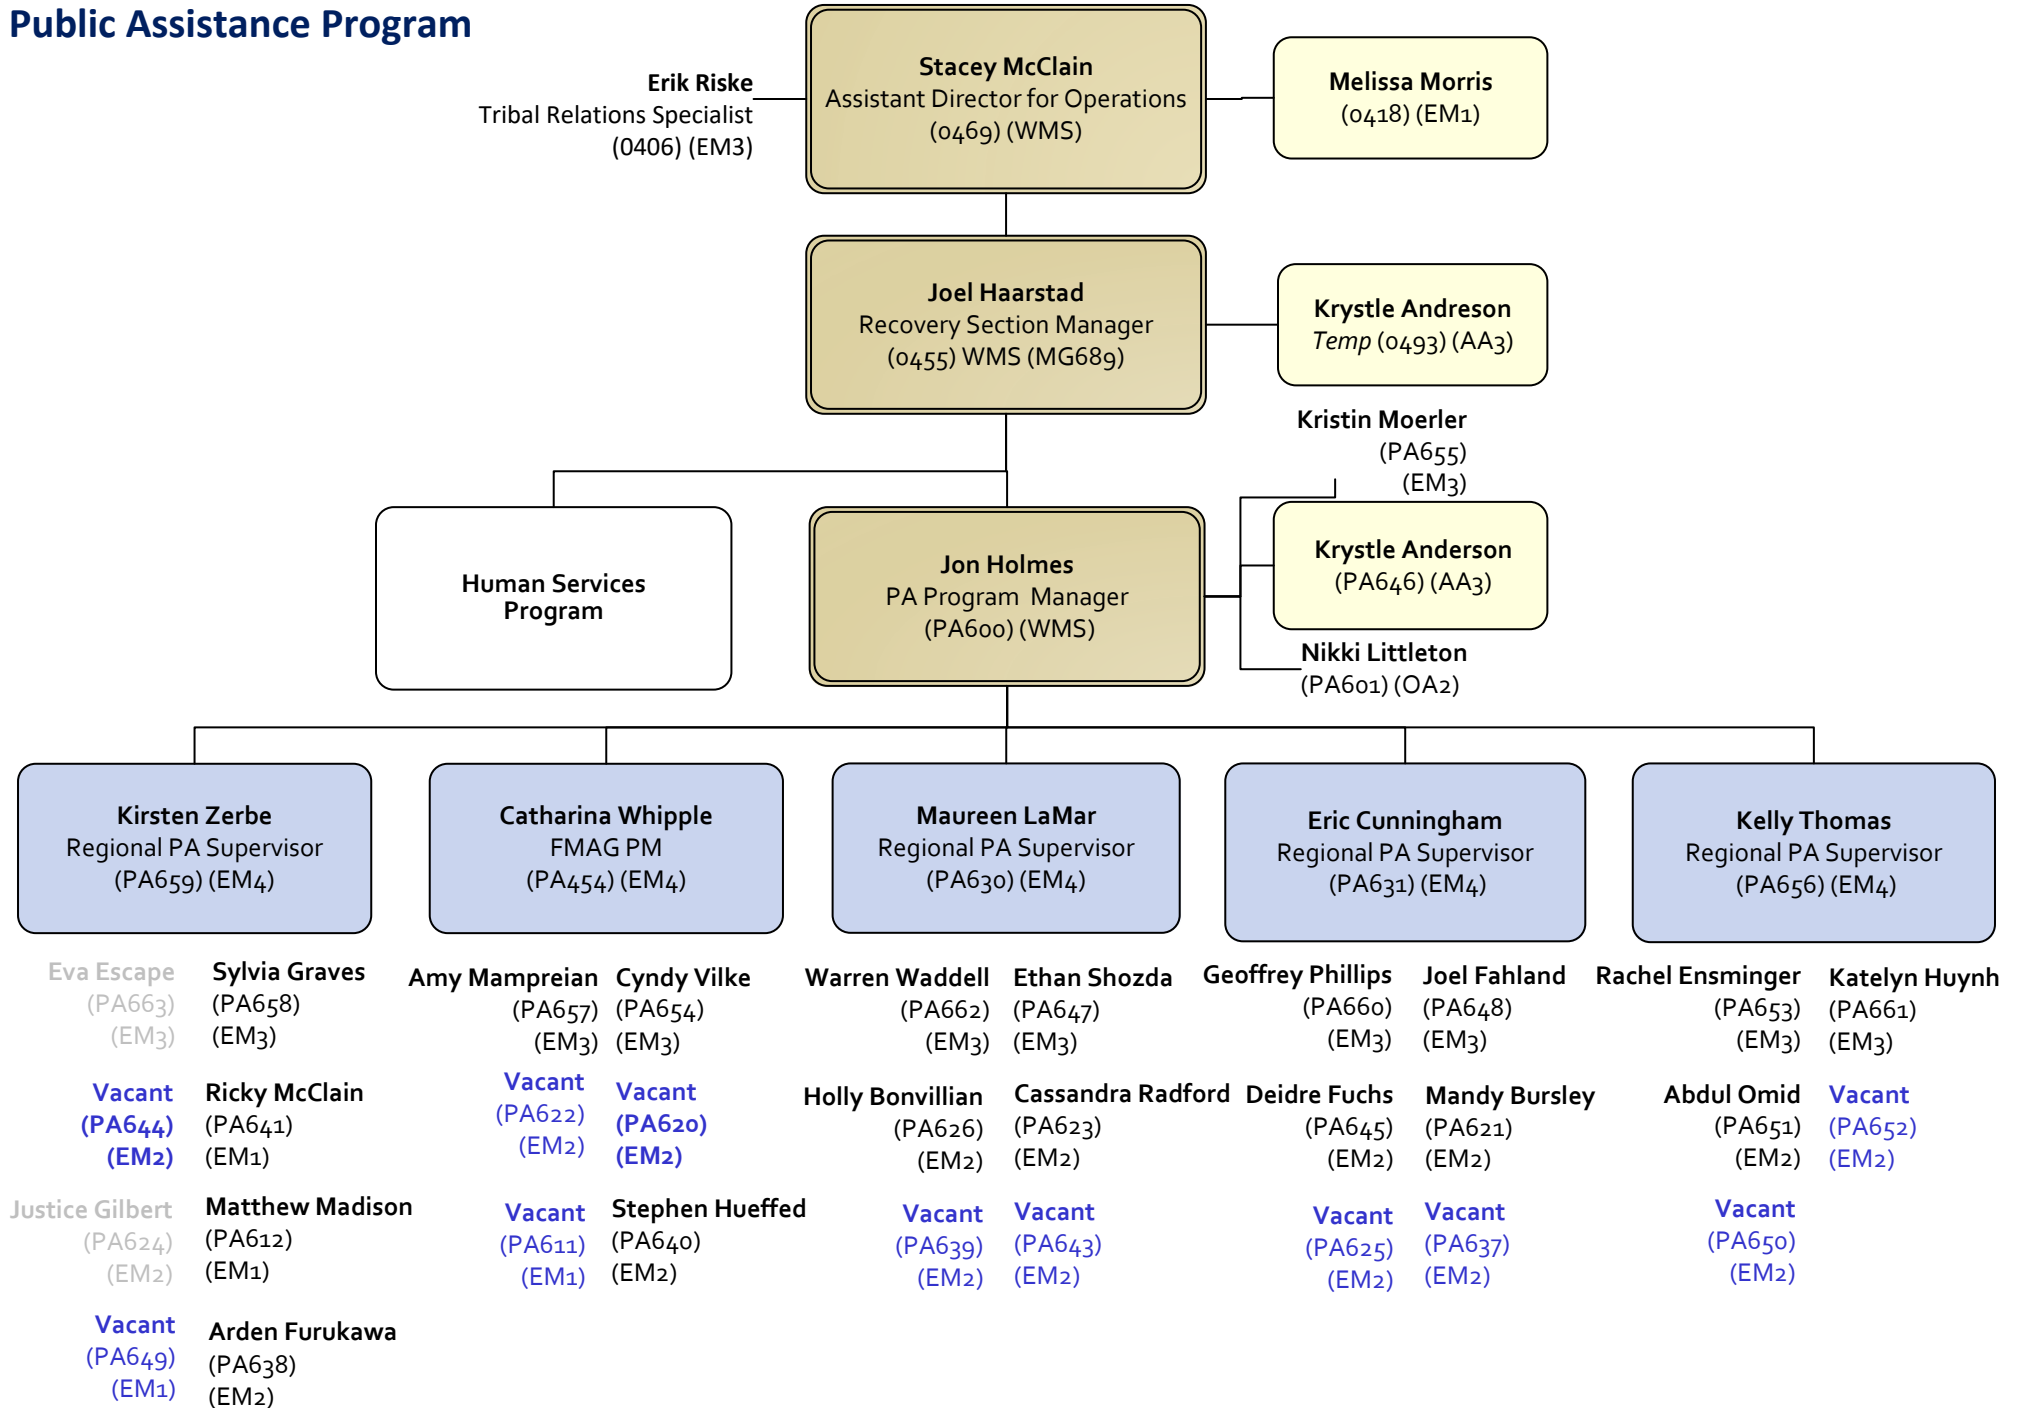 Public Assistance Program
Stacey McClain
Assistant Director for Operations
(0469) (WMS)
Erik Riske
Tribal Relations Specialist
(0406) (EM3)
Melissa Morris
(0418) (EM1)
Joel Haarstad
Recovery Section Manager
(0455) WMS (MG689)
Krystle Andreson
Temp (0493) (AA3)
Kristin Moerler
(PA655)
(EM3)
Human Services
Program
Jon Holmes
PA Program Manager
(PA600) (WMS)
Krystle Anderson
(PA646) (AA3)
Nikki Littleton
(PA601) (OA2)
Kirsten Zerbe
Regional PA Supervisor
(PA659) (EM4)
Catharina Whipple
FMAG PM
(PA454) (EM4)
Maureen LaMar
Regional PA Supervisor
(PA630) (EM4)
Eric Cunningham
Regional PA Supervisor
(PA631) (EM4)
Kelly Thomas
Regional PA Supervisor
(PA656) (EM4)
Eva Escape
(PA663)
(EM3)
Sylvia Graves
(PA658)
(EM3)
Vacant
(PA644)
(EM2)
Ricky McClain
(PA641)
(EM1)
Justice Gilbert
(PA624)
(EM2)
Matthew Madison
(PA612)
(EM1)
Vacant
(PA649)
(EM1)
Arden Furukawa
(PA638)
(EM2)
Amy Mampreian
(PA657)
(EM3)
Cyndy Vilke
(PA654)
(EM3)
Vacant
(PA622)
(EM2)
Vacant
(PA620)
(EM2)
Vacant
(PA611)
(EM1)
Stephen Hueffed
(PA640)
(EM2)
Warren Waddell
(PA662)
(EM3)
Ethan Shozda
(PA647)
(EM3)
Holly Bonvillian
(PA626)
(EM2)
Cassandra Radford
(PA623)
(EM2)
Vacant
(PA639)
(EM2)
Vacant
(PA643)
(EM2)
Geoffrey Phillips
(PA660)
(EM3)
Joel Fahland
(PA648)
(EM3)
Deidre Fuchs
(PA645)
(EM2)
Mandy Bursley
(PA621)
(EM2)
Vacant
(PA625)
(EM2)
Vacant
(PA637)
(EM2)
Rachel Ensminger
(PA653)
(EM3)
Katelyn Huynh
(PA661)
(EM3)
Abdul Omid
(PA651)
(EM2)
Vacant
(PA652)
(EM2)
Vacant
(PA650)
(EM2)